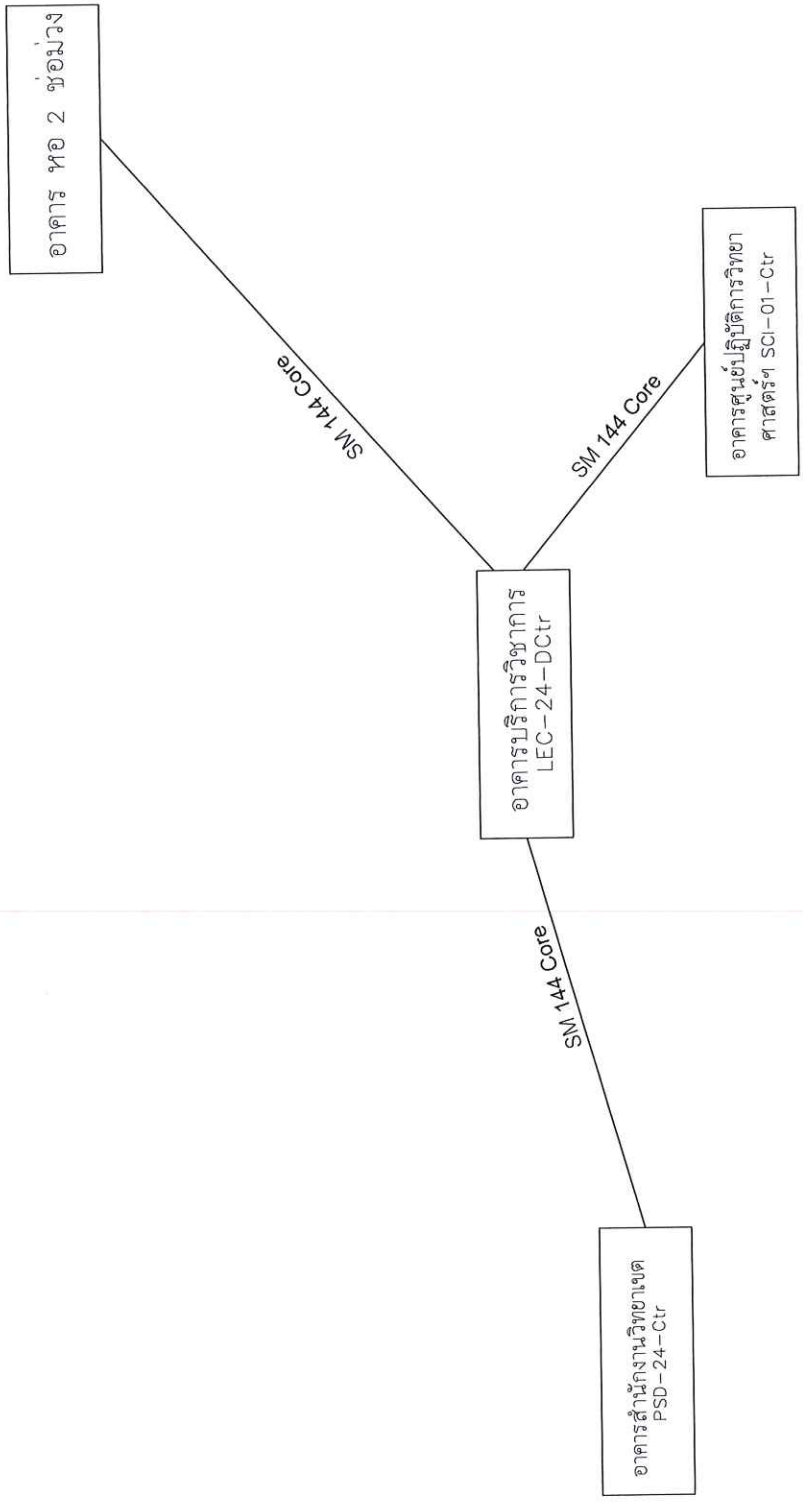 อาคาร หอ 2 ช่อม่วง
SM 144 Core
อาคารบริการวิชาการ
LEC-24-DCtr
SM 144 Core
อาคารศูนย์ปฏิบัติการวิทยา
ศาสตร์ฯ SCI-01-Ctr
SM 144 Core
อาคารสำนักงานวิทยาเขต
PSD-24-Ctr